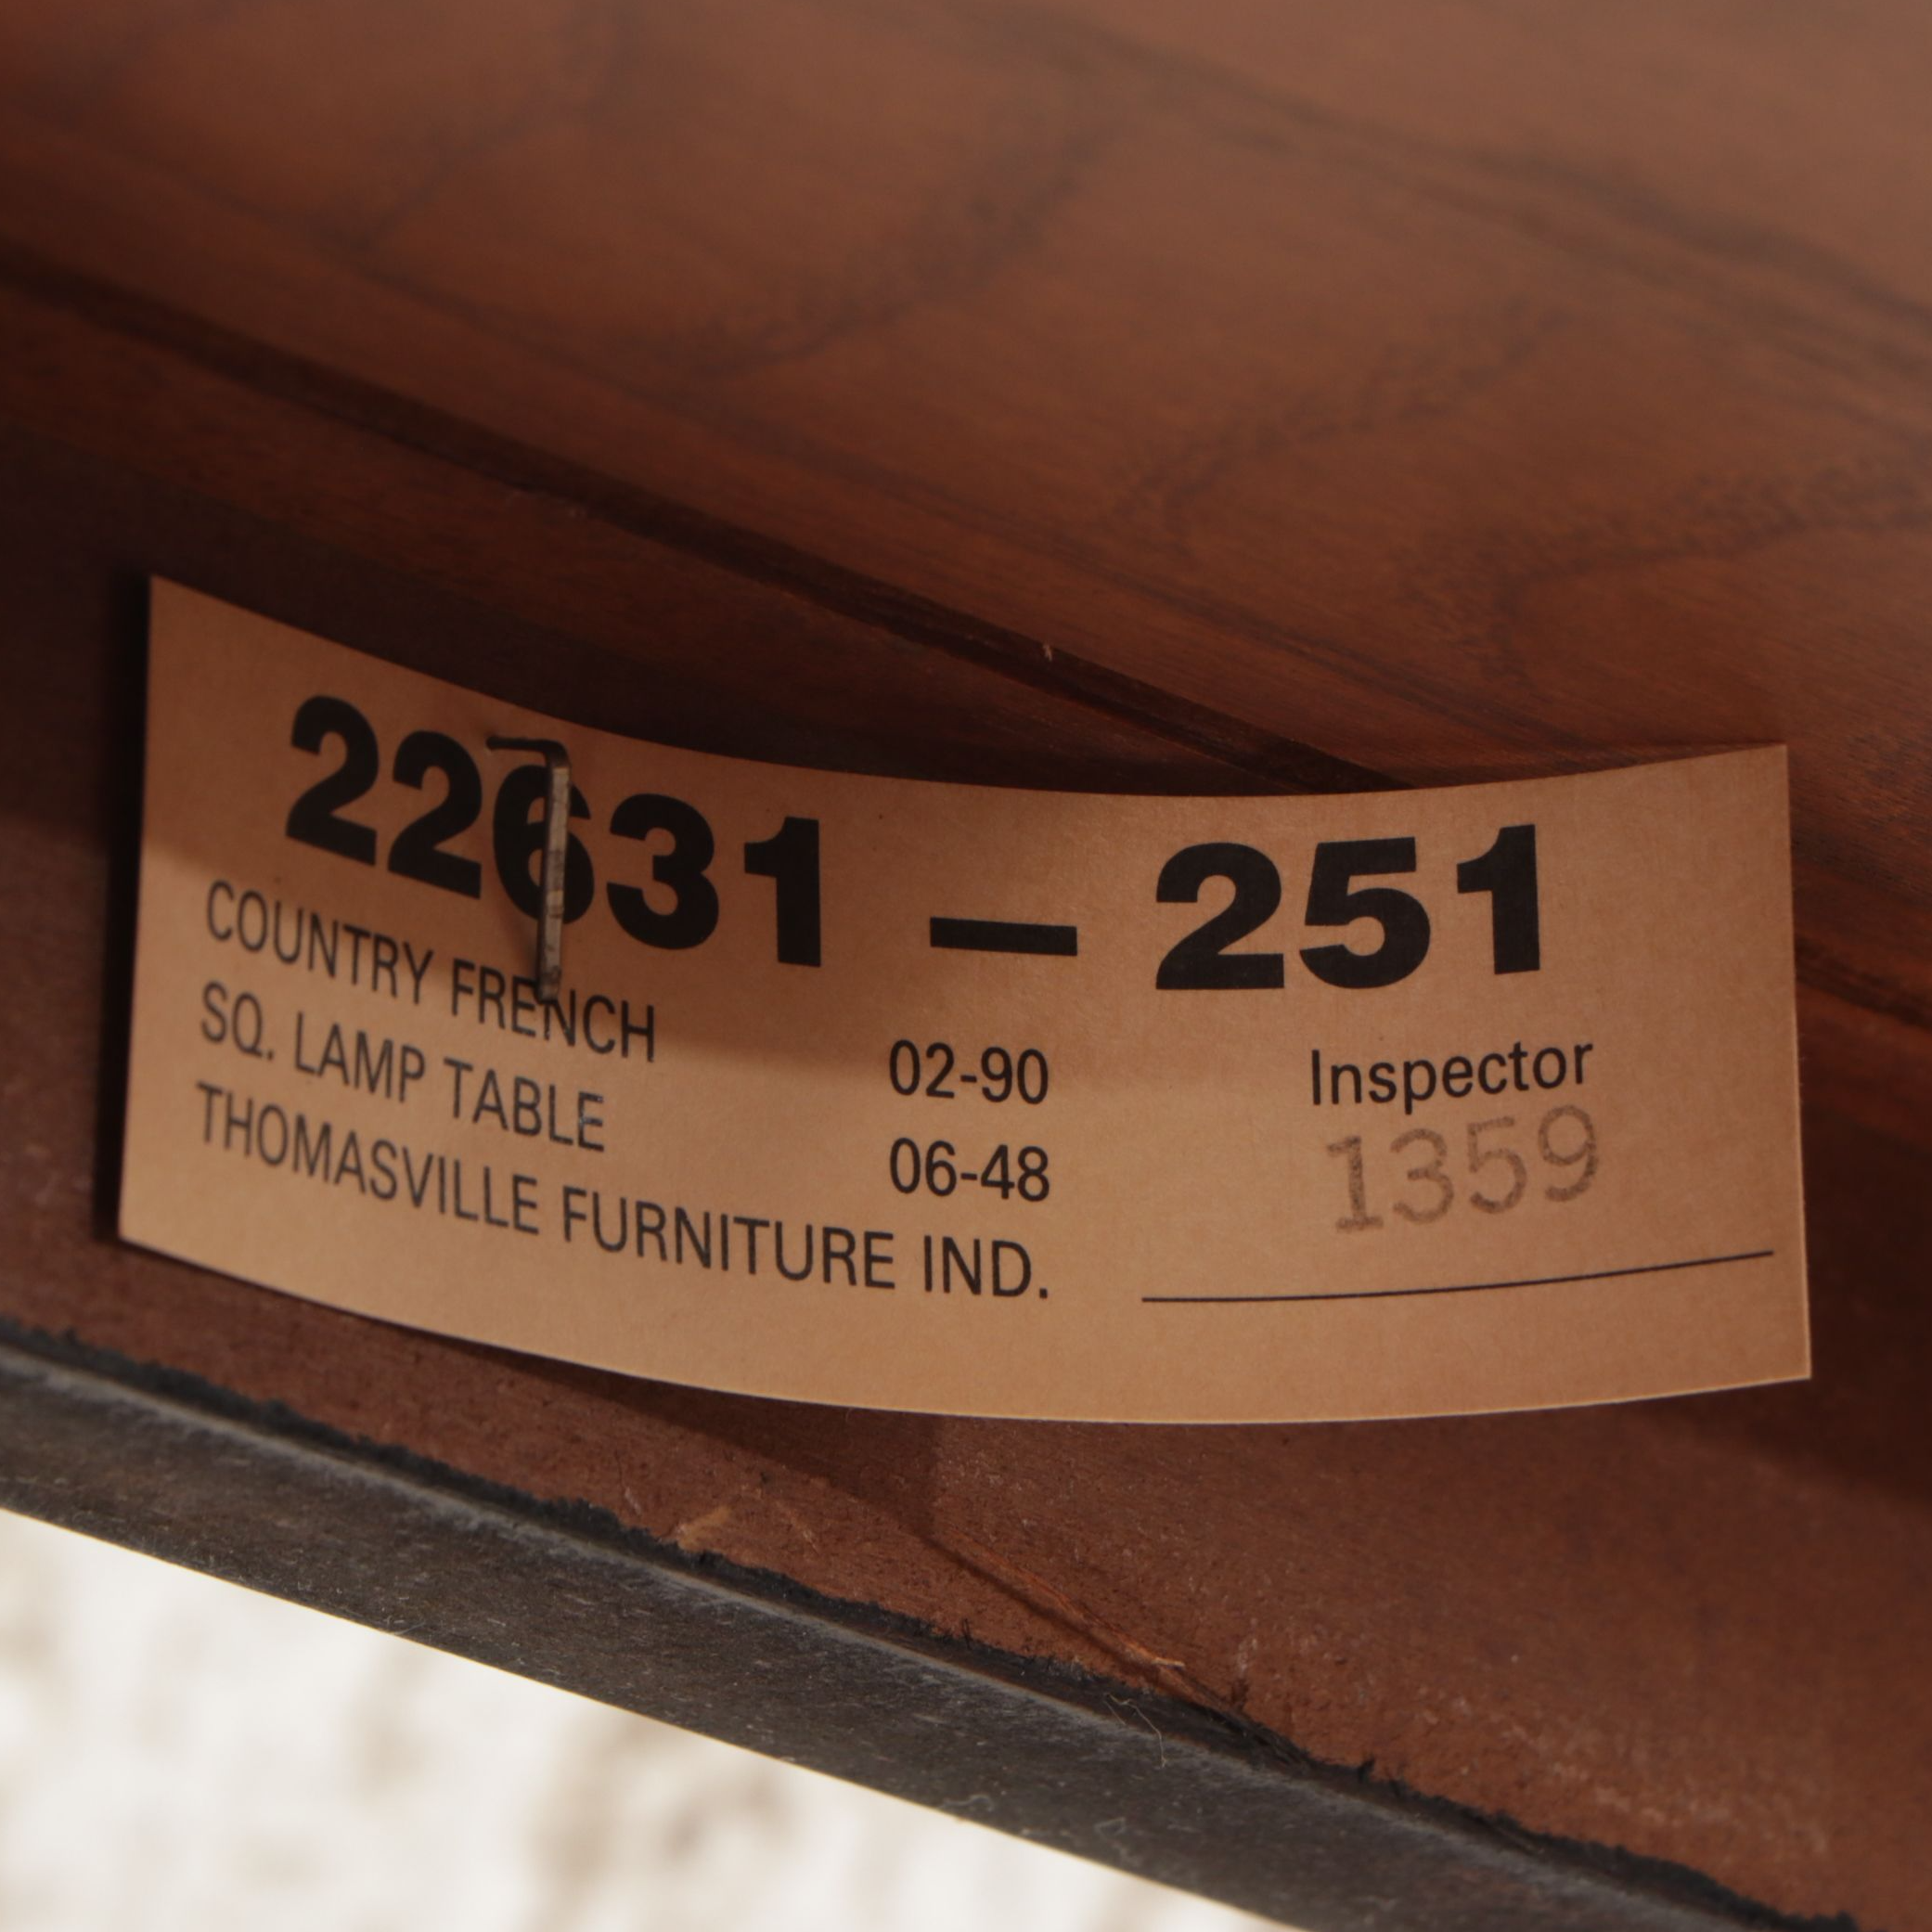 22631 – 251
COUNTRY FRENCH
SQ. LAMP TABLE 02-90 Inspector
THOMASVILLE FURNITURE IND. 06-48 1359